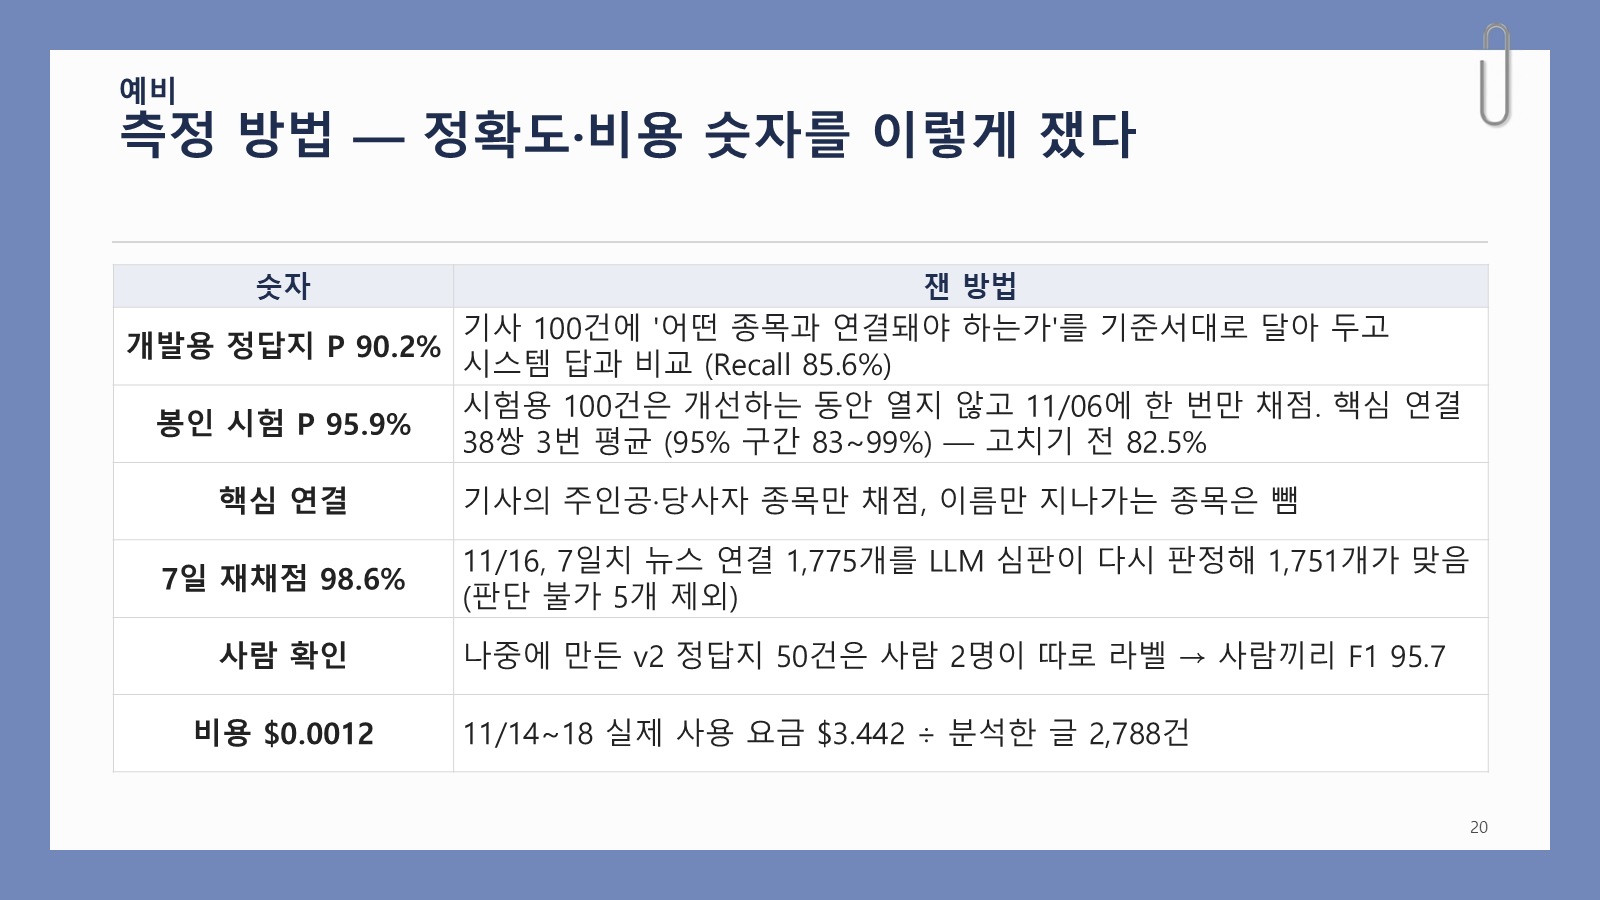 예비
측정 방법 — 정확도·비용 숫자를 이렇게 쟀다
숫자
잰 방법
개발용 정답지 P 90.2%
기사 100건에 '어떤 종목과 연결돼야 하는가'를 기준서대로 달아 두고
시스템 답과 비교 (Recall 85.6%)
봉인 시험 P 95.9%
시험용 100건은 개선하는 동안 열지 않고 11/06에 한 번만 채점. 핵심 연결
38쌍 3번 평균 (95% 구간 83~99%) — 고치기 전 82.5%
핵심 연결
기사의 주인공·당사자 종목만 채점, 이름만 지나가는 종목은 뺌
7일 재채점 98.6%
11/16, 7일치 뉴스 연결 1,775개를 LLM 심판이 다시 판정해 1,751개가 맞음
(판단 불가 5개 제외)
사람 확인
나중에 만든 v2 정답지 50건은 사람 2명이 따로 라벨 → 사람끼리 F1 95.7
비용 $0.0012
11/14~18 실제 사용 요금 $3.442 ÷ 분석한 글 2,788건
20